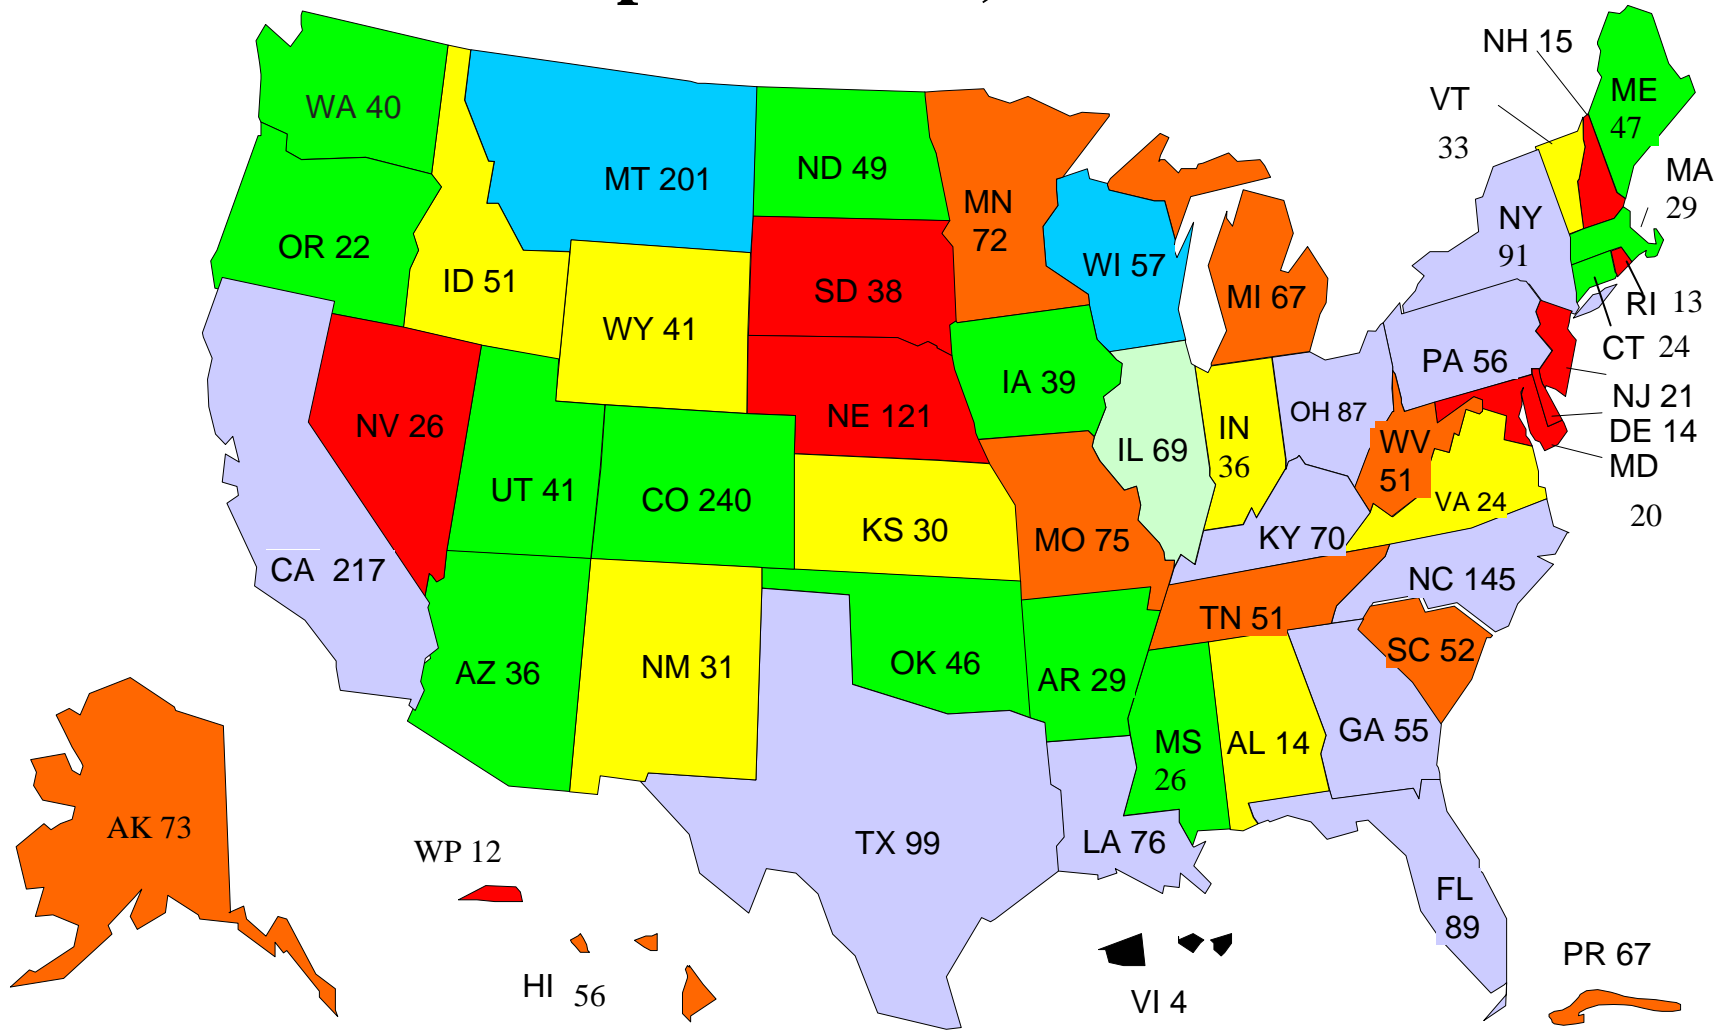 NH 15
WA 40
ME
47
VT
33
MT 201
ND 49
MN
72
MA
29
NY
91
OR 22
ID 51
SD 38
WI 57
MI 67
RI 13
WY 41
CT 24
PA 56
IA 39
NV 26
NE 121
OH 87
NJ 21
DE 14
MD
20
IN
36
WV
51
IL 69
UT 41
CO 240
KS 30
VA 24
MO 75
KY 70
CA 217
NC 145
TN 51
AZ 36
NM 31
OK 46
AR 29
SC 52
MS
26
AL 14
GA 55
AK 73
WP 12
TX 99
LA 76
FL
89
HI 56
VI 4
PR 67